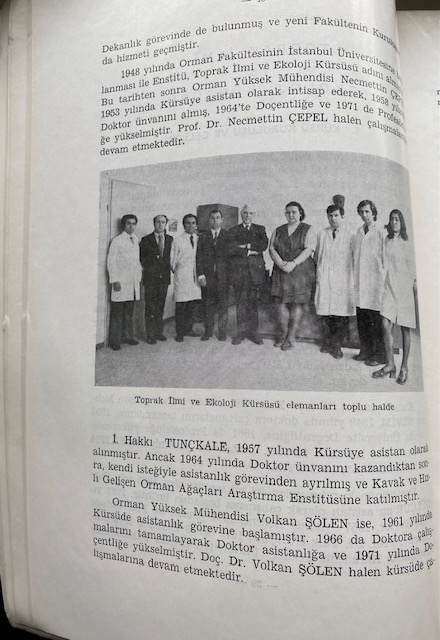 Dekanlık görevinde de bulunmuş ve yeni Fakültenin
da hizmeti geçmiştir.
1948 yılında Orman Fakültesinin İstanbul Üniversitesine
lanması ile Enstitü, Toprak İlmi ve Ekoloji Kürsüsü adını
Bu tarihten sonra Orman Yüksek Mühendisi Necmettin
1953 yılında Kürsüye asistan olarak intisap ederek, 1958
Doktor ünvanını almış, 1964'te Doçentliğe ve 1971 de
ğe yükselmiştir. Prof. Dr. Necmettin ÇEPEL halen
devam etmektedir.
Toprak İlmi ve Ekoloji Kürsüsü elemanları toplu halde
İ. Hakkı TUNÇKALE, 1957 yılında Kürsüye asistan olarak
alınmıştır. Ancak 1964 yılında Doktor ünvanını kazandıktan son-
ra, kendi isteğiyle asistanlık görevinden ayrılmış ve Kavak ve Hız-
lı Gelişen Orman Ağaçları Araştırma Enstitüsüne katılmıştır.
Orman Yüksek Mühendisi Volkan ŞÖLEN ise, 1961 yılında
Kürsüde asistanlık görevine başlamıştır. 1966 da Doktora çalış-
malarını tamamlayarak Doktor asistanlığa ve 1971 yılında Do-
çentliğe yükselmiştir. Doç. Dr. Volkan ŞÖLEN halen kürsüde ça-
lışmalarına devam etmektedir.